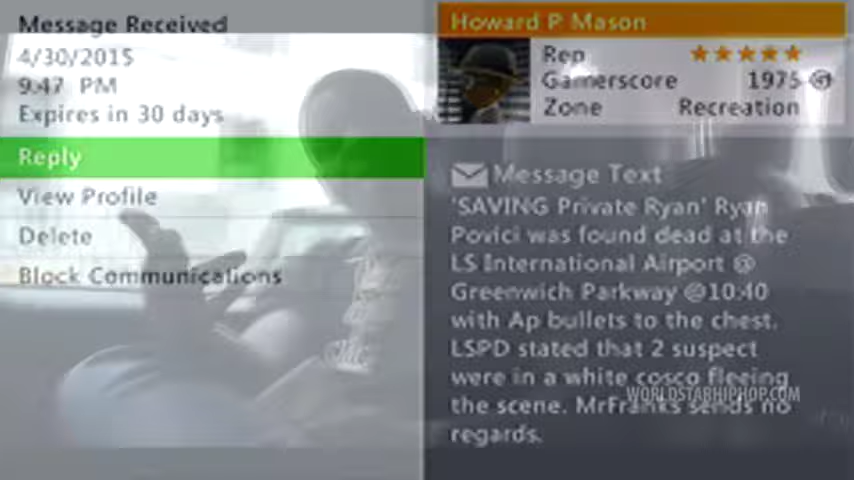 Message Received
4/30/2015
9:47 PM
Expires in 30 days
Reply
View Profile
Delete
Block Communications
Howard P Mason
Rep
Gamerscore 1975 G
Zone Recreation
Message Text
'SAVING Private Ryan' Ryan
Povici was found dead at the
LS International Airport @
Greenwich Parkway @10:40
with Ap bullets to the chest.
LSPD stated that 2 suspect
were in a white cosco fleeing
the scene. MrFranks sends no
regards.
WORLDSTARHIPHOP.COM